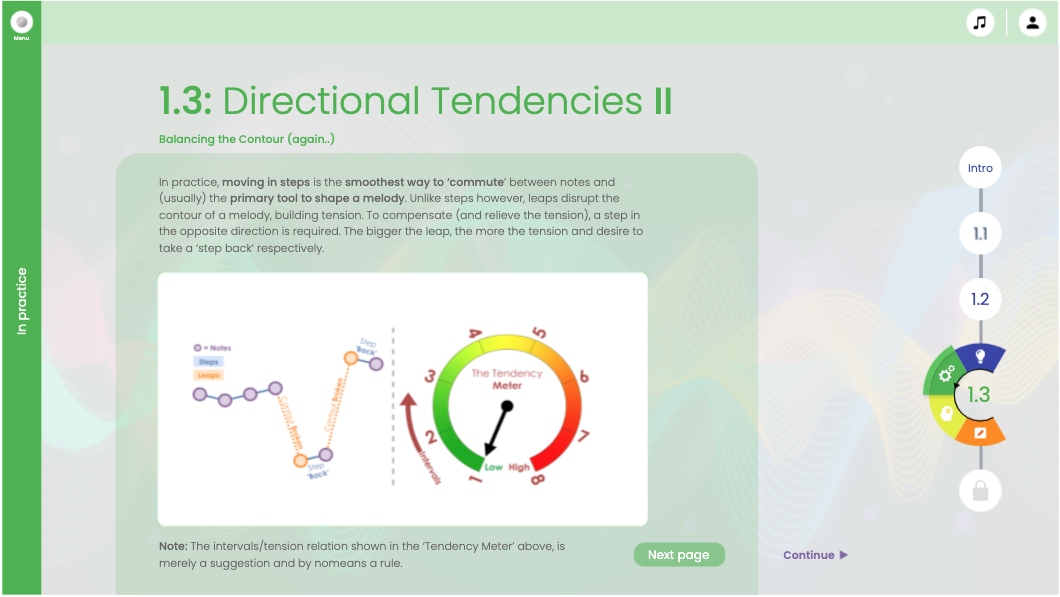 Menu
In practice
1.3: Directional Tendencies II
Balancing the Contour (again..)
In practice, moving in steps is the smoothest way to ‘commute’ between notes and
(usually) the primary tool to shape a melody. Unlike steps however, leaps disrupt the
contour of a melody, building tension. To compensate (and relieve the tension), a step in
the opposite direction is required. The bigger the leap, the more the tension and desire to
take a ‘step back’ respectively.
= Notes
Steps
Leaps
Contour Broken
Step
'Back'
Contour Broken
Step
'Back'
The Tendency
Meter
1
2
3
4
5
6
7
8
Low High
Intervals
Note: The intervals/tension relation shown in the ‘Tendency Meter’ above, is
merely a suggestion and by nomeans a rule.
Next page
Continue
Intro
1.1
1.2
1.3